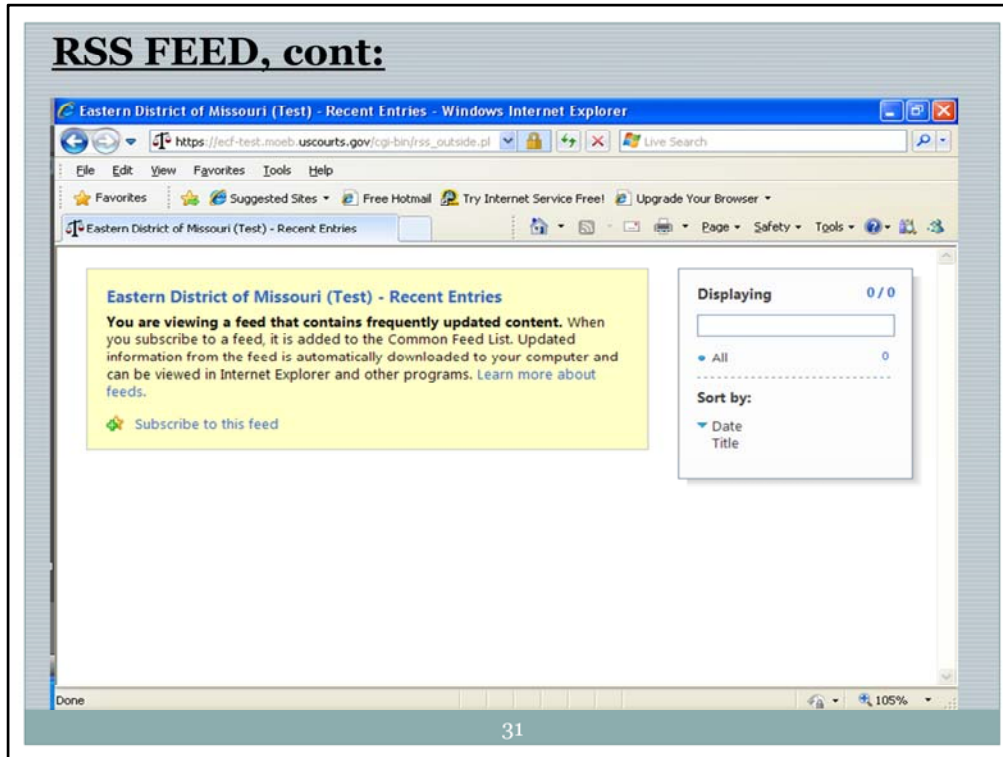 RSS FEED, cont:
Eastern District of Missouri (Test) - Recent Entries - Windows Internet Explorer
https://ecf-test.moeb.uscourts.gov/cgi-bin/rss_outside.pl
Live Search
File Edit View Favorites Tools Help
Favorites Suggested Sites Free Hotmail Try Internet Service Free! Upgrade Your Browser
Eastern District of Missouri (Test) - Recent Entries
Page Safety Tools
Eastern District of Missouri (Test) - Recent Entries
You are viewing a feed that contains frequently updated content. When
you subscribe to a feed, it is added to the Common Feed List. Updated
information from the feed is automatically downloaded to your computer and
can be viewed in Internet Explorer and other programs. Learn more about
feeds.
Subscribe to this feed
Displaying 0 / 0
All 0
Sort by:
Date
Title
Done
105%
31